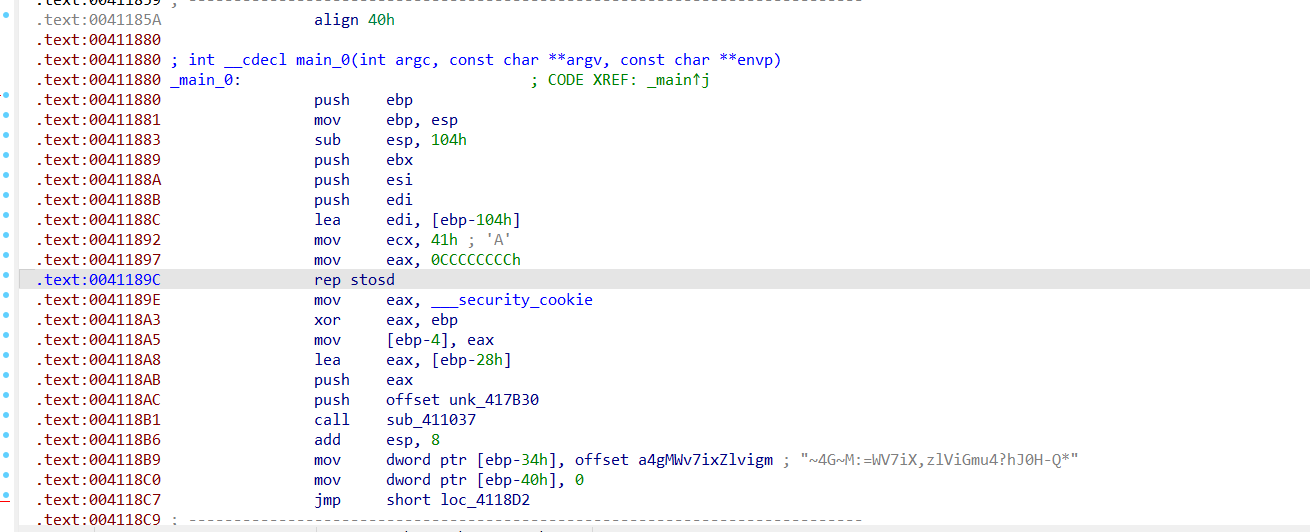 .text:00411859 ; ---------------------------------------------------------------------------
.text:0041185A align 40h
.text:00411880
.text:00411880 ; int __cdecl main_0(int argc, const char **argv, const char **envp)
.text:00411880 _main_0: ; CODE XREF: _main↑j
.text:00411880 push ebp
.text:00411881 mov ebp, esp
.text:00411883 sub esp, 104h
.text:00411889 push ebx
.text:0041188A push esi
.text:0041188B push edi
.text:0041188C lea edi, [ebp-104h]
.text:00411892 mov ecx, 41h ; 'A'
.text:00411897 mov eax, 0CCCCCCCCh
.text:0041189C rep stosd
.text:0041189E mov eax, ___security_cookie
.text:004118A3 xor eax, ebp
.text:004118A5 mov [ebp-4], eax
.text:004118A8 lea eax, [ebp-28h]
.text:004118AB push eax
.text:004118AC push offset unk_417B30
.text:004118B1 call sub_411037
.text:004118B6 add esp, 8
.text:004118B9 mov dword ptr [ebp-34h], offset a4gMWv7ixZlvigm ; "~4G~M:=WV7iX,zlViGmu4?hJ0H-Q*"
.text:004118C0 mov dword ptr [ebp-40h], 0
.text:004118C7 jmp short loc_4118D2
.text:004118C9 ; ---------------------------------------------------------------------------